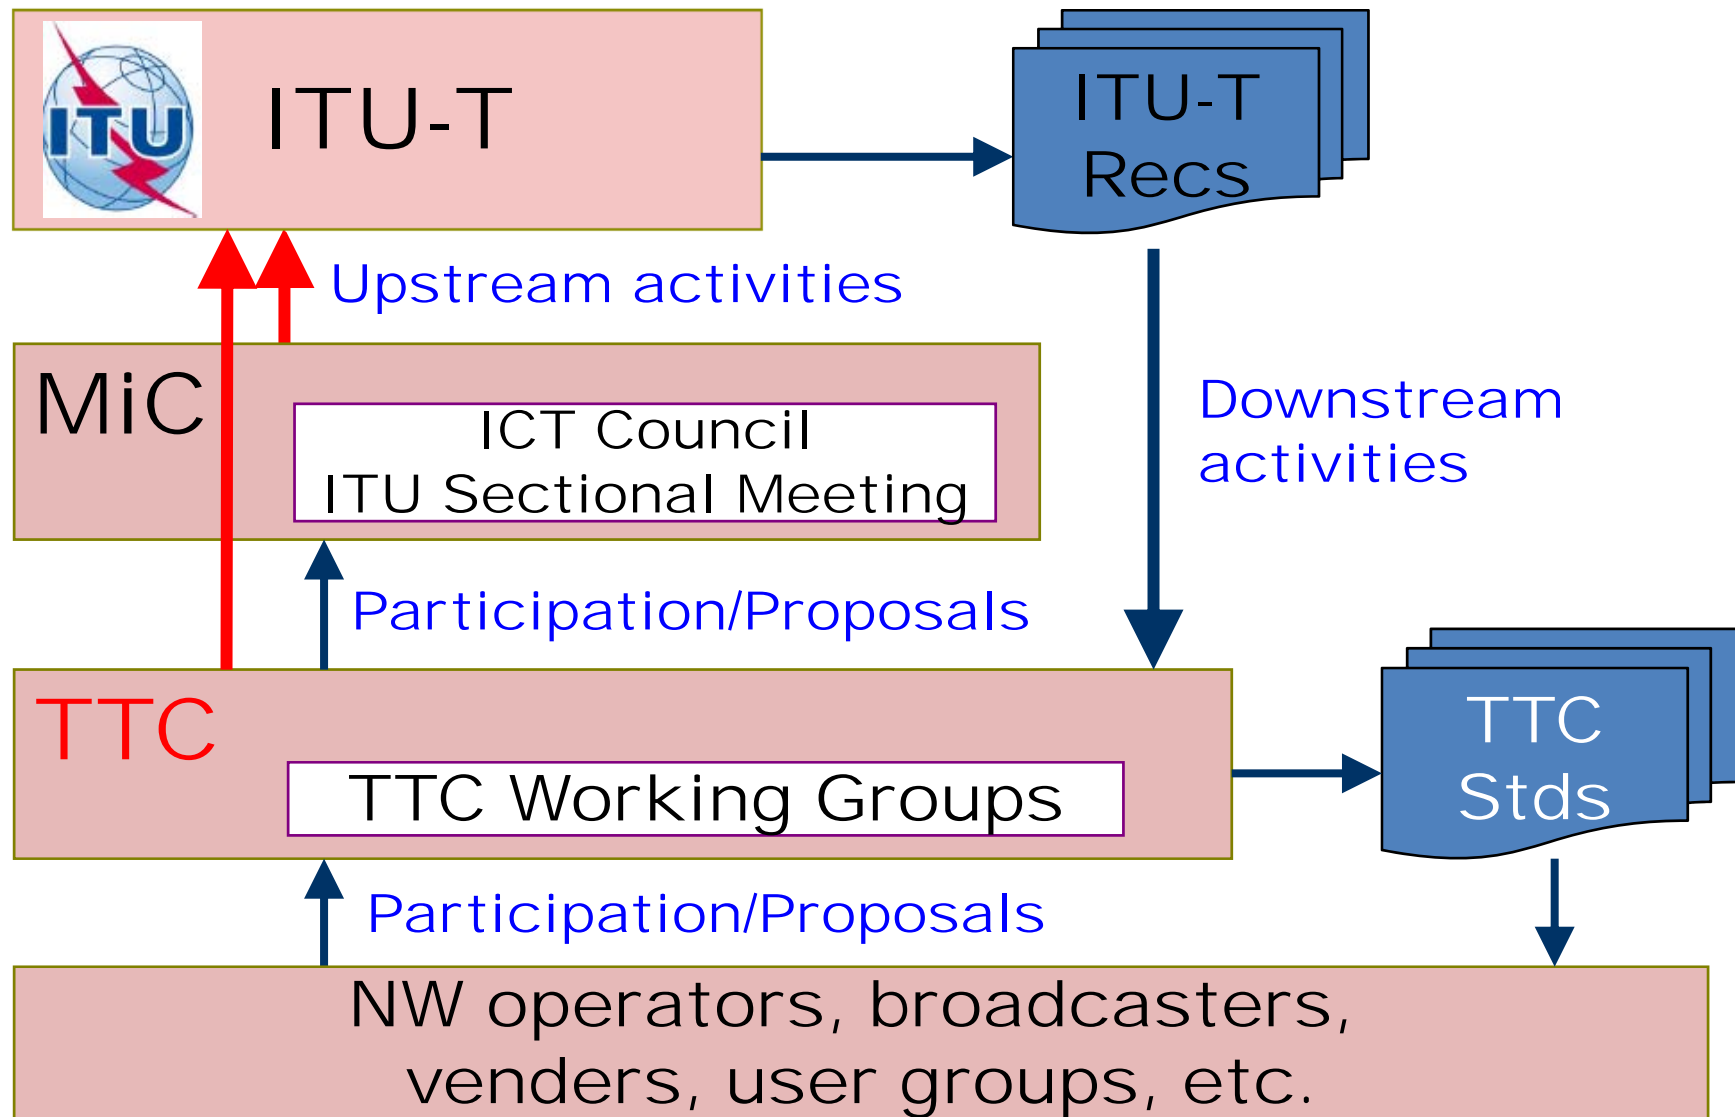 ITU
ITU-T
ITU-T
Recs
Upstream activities
MiC
ICT Council
ITU Sectional Meeting
Downstream
activities
Participation/Proposals
TTC
TTC Working Groups
TTC
Stds
Participation/Proposals
NW operators, broadcasters,
venders, user groups, etc.